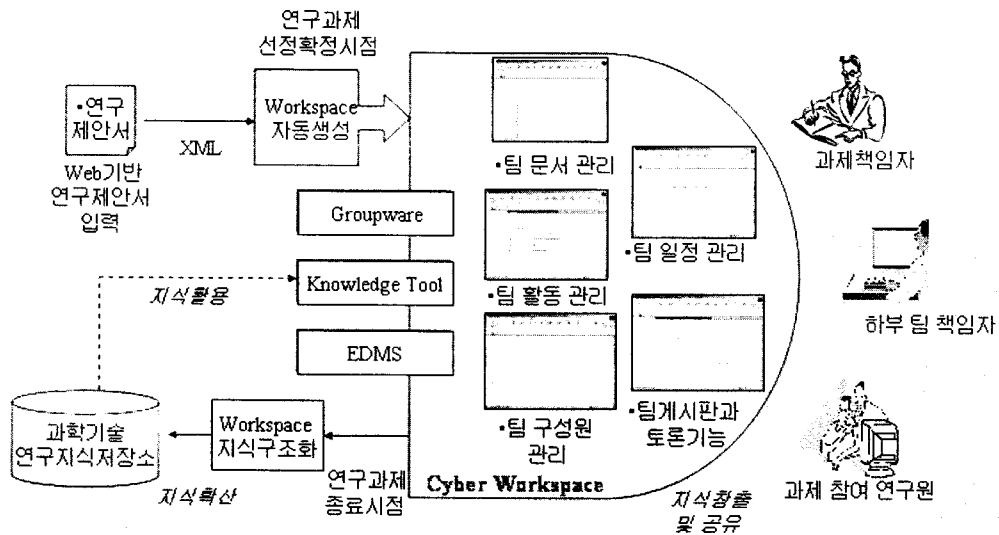 연구과제
선정확정시점
•연구
제안서
Web기반
연구제안서
입력
XML
Workspace
자동생성
Groupware
Knowledge Tool
EDMS
지식활용
과학기술
연구지식저장소
지식확산
Workspace
지식구조화
연구과제
종료시점
Cyber Workspace
•팀 문서 관리
•팀 일정 관리
•팀 활동 관리
•팀 구성원
관리
•팀게시판과
토론기능
지식창출
및 공유
과제책임자
하부 팀 책임자
과제 참여 연구원